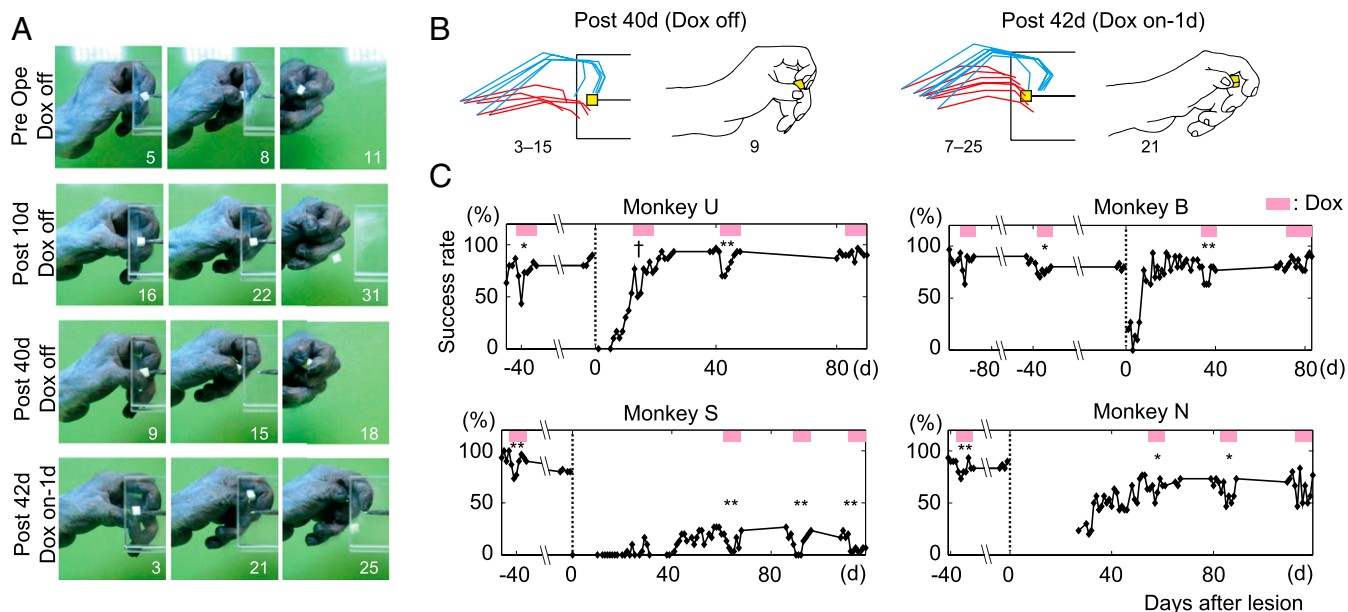 A
Pre Ope
Dox off
5
8
11
Post 10d
Dox off
16
22
31
Post 40d
Dox off
9
15
18
Post 42d
Dox on-1d
3
21
25
B
Post 40d (Dox off)
Post 42d (Dox on-1d)
3–15
9
7–25
21
C
(%)
Monkey U
100
50
0
Success rate
*
†
**
-40
0
40
80
(d)
Monkey B
: Dox
(%)
100
50
0
*
**
-80
-40
0
40
80
(d)
(%)
Monkey S
100
50
0
**
**
**
**
-40
0
40
80
(d)
(%)
Monkey N
100
50
0
**
*
*
-40
0
40
80
(d)
Days after lesion